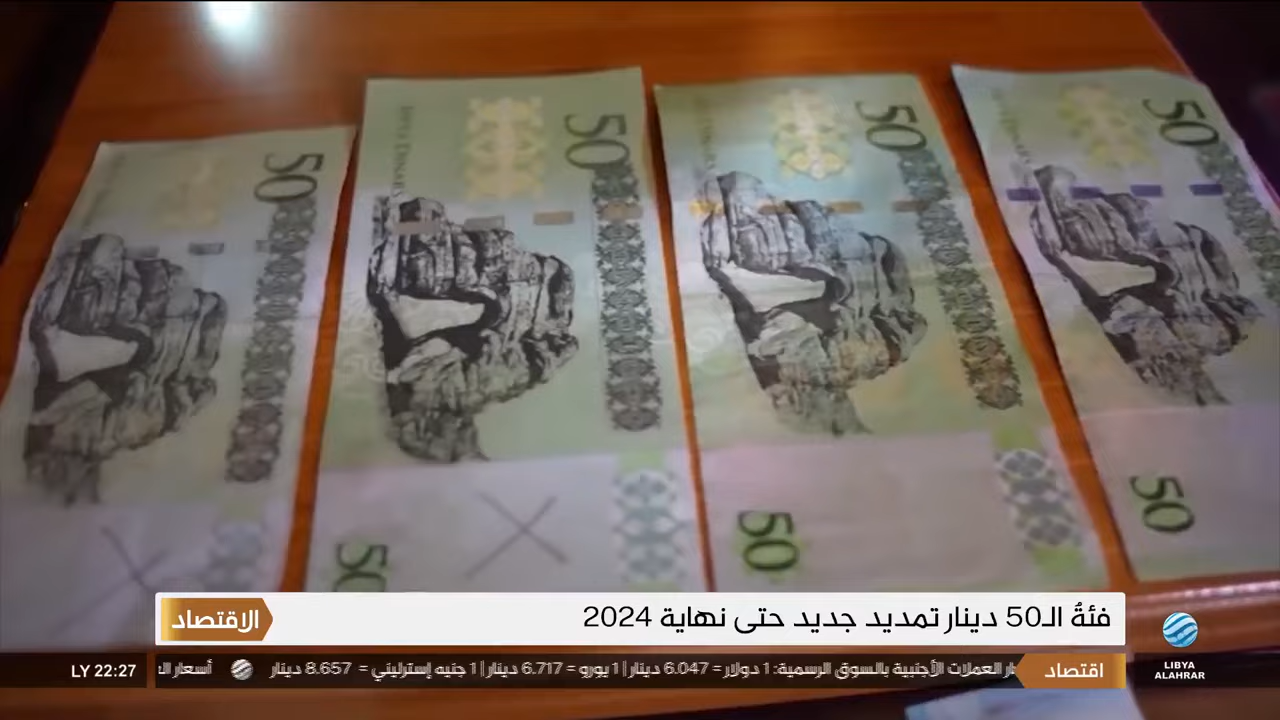 50
50
50
50
50
50
50
فئةُ الـ50 دينار تمديد جديد حتى نهاية 2024
الاقتصاد
اقتصاد
العملات الأجنبية بالسوق الرسمية: 1 دولار = 6.047 دينار | 1 يورو = 6.717 دينار | 1 جنيه إسترليني = 8.657 دينار
أسعار
LY 22:27
LIBYA
ALAHRAR